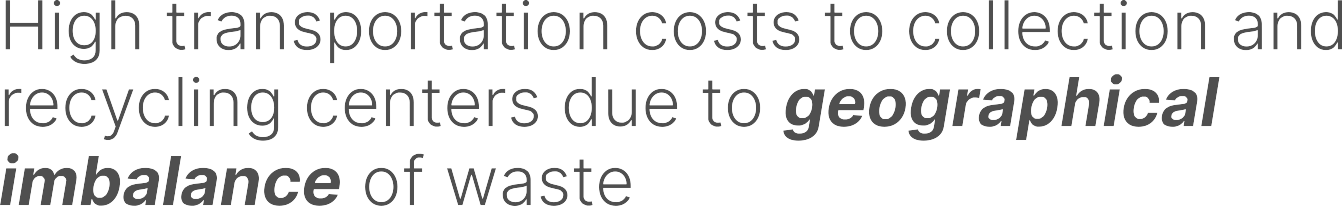 High transportation costs to collection and
recycling centers due to geographical
imbalance of waste